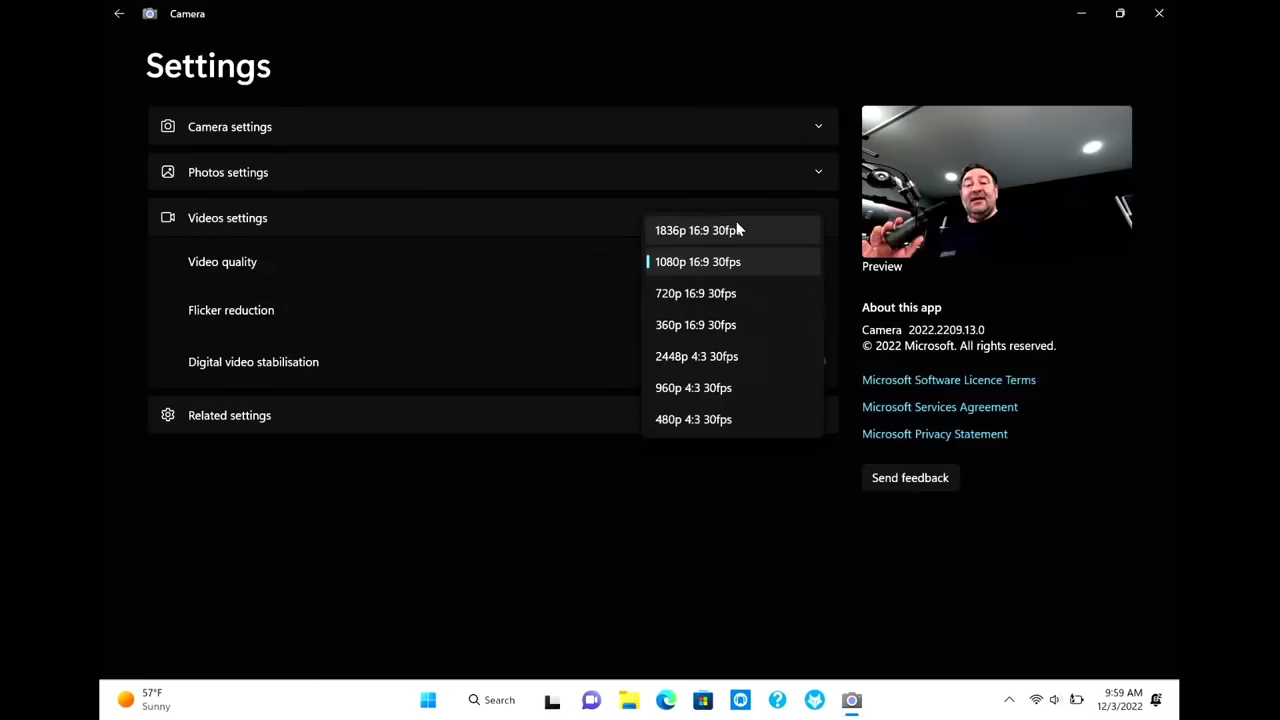 Camera
Settings
Camera settings
Photos settings
Videos settings
Video quality
Flicker reduction
Digital video stabilisation
Related settings
1836p 16:9 30fps
1080p 16:9 30fps
720p 16:9 30fps
360p 16:9 30fps
2448p 4:3 30fps
960p 4:3 30fps
480p 4:3 30fps
Preview
About this app
Camera 2022.2209.13.0
© 2022 Microsoft. All rights reserved.
Microsoft Software Licence Terms
Microsoft Services Agreement
Microsoft Privacy Statement
Send feedback
57°F
Sunny
Search
9:59 AM
12/3/2022